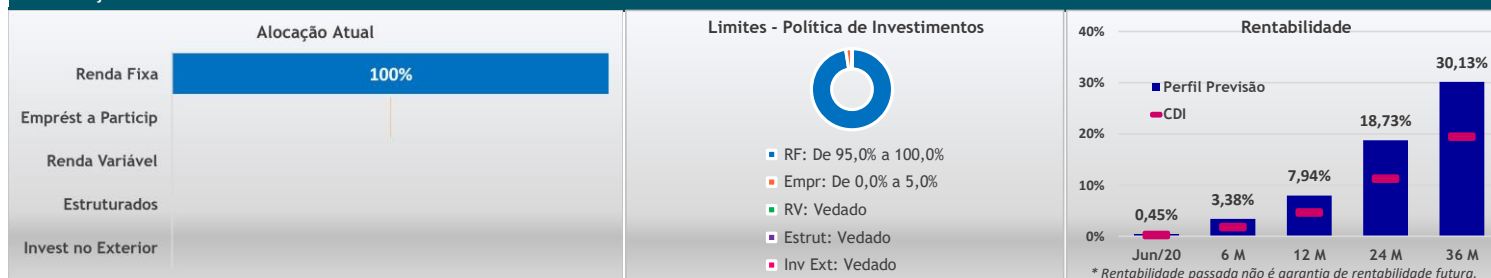 Alocação Atual
Renda Fixa
100%
Emprést a Particip
Renda Variável
Estruturados
Invest no Exterior
Limites - Política de Investimentos
RF: De 95,0% a 100,0%
Empr: De 0,0% a 5,0%
RV: Vedado
Estrut: Vedado
Inv Ext: Vedado
Rentabilidade
40%
30%
20%
10%
0%
Perfil Previsão
CDI
0,45%
3,38%
7,94%
18,73%
30,13%
Jun/20 6 M 12 M 24 M 36 M
* Rentabilidade passada não é garantia de rentabilidade futura.